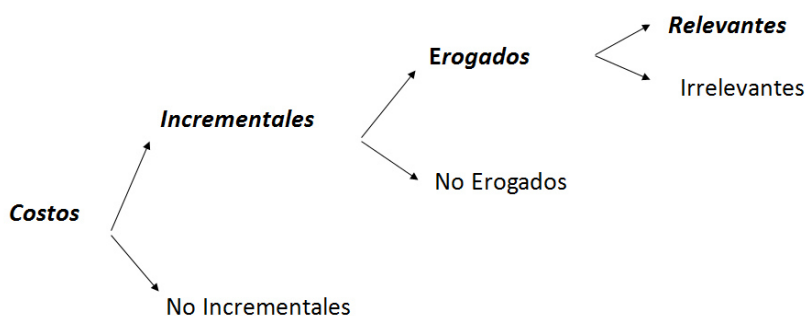 Relevantes
Erogados
Irrelevantes
Incrementales
No Erogados
Costos
No Incrementales